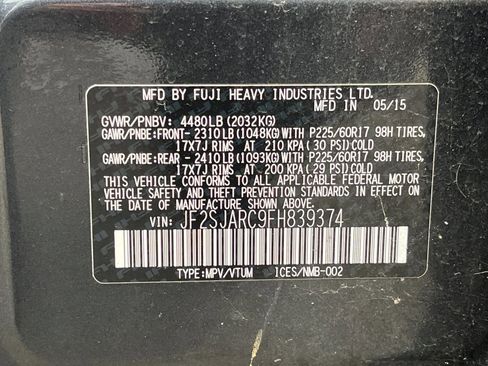 MFD BY FUJI HEAVY INDUSTRIES LTD.
IN 05/15
GVWR/PNBV: 4480LB (2032KG)
GAWR/PNBE:FRONT-2310LB (1048KG) WITH P225/60R17 98H TIRES,
17X7J RIMS AT 210 KPA (30 PSI) COLD
GAWR/PNBE:REAR -2410LB (1093KG) WITH P225/60R17 98H TIRES,
17X7J RIMS AT 200 KPA (29 PSI) COLD
THIS VEHICLE CONFORMS TO ALL APPLICABLE FEDERAL MOTOR
VEHICLE SAFETY STANDARDS IN EFFECT ON
THE DATE OF MANUFACTURE SHOWN ABOVE.
VIN: JF2SJARC9FH839374
TYPE:MPV/VTUM ICES/NMB-002